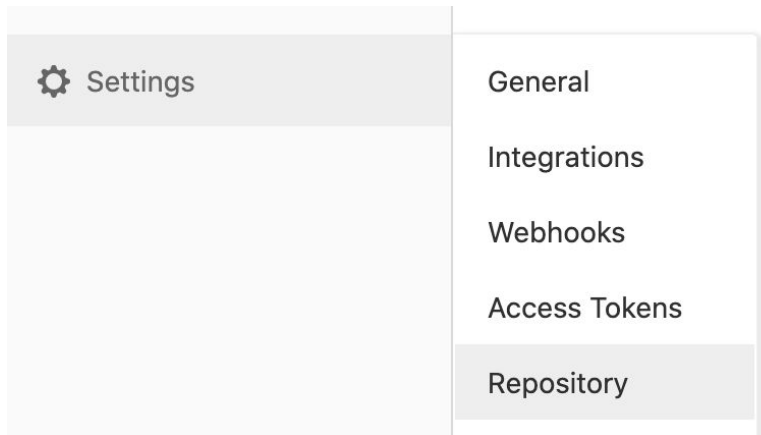 Settings
General
Integrations
Webhooks
Access Tokens
Repository